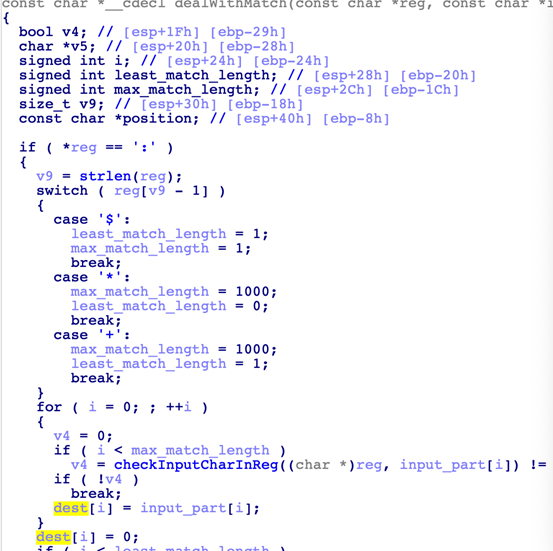 const char *__cdecl dealWithMatch(const char *reg, const char *i
{
bool v4; // [esp+1Fh] [ebp-29h]
char *v5; // [esp+20h] [ebp-28h]
signed int i; // [esp+24h] [ebp-24h]
signed int least_match_length; // [esp+28h] [ebp-20h]
signed int max_match_length; // [esp+2Ch] [ebp-1Ch]
size_t v9; // [esp+30h] [ebp-18h]
const char *position; // [esp+40h] [ebp-8h]
if ( *reg == ':' )
{
v9 = strlen(reg);
switch ( reg[v9 - 1] )
{
case '$':
least_match_length = 1;
max_match_length = 1;
break;
case '*':
max_match_length = 1000;
least_match_length = 0;
break;
case '+':
max_match_length = 1000;
least_match_length = 1;
break;
}
for ( i = 0; ; ++i )
{
v4 = 0;
if ( i < max_match_length )
v4 = checkInputCharInReg((char *)reg, input_part[i]) !=
if ( !v4 )
break;
dest[i] = input_part[i];
}
dest[i] = 0;
if ( i < least_match_length )